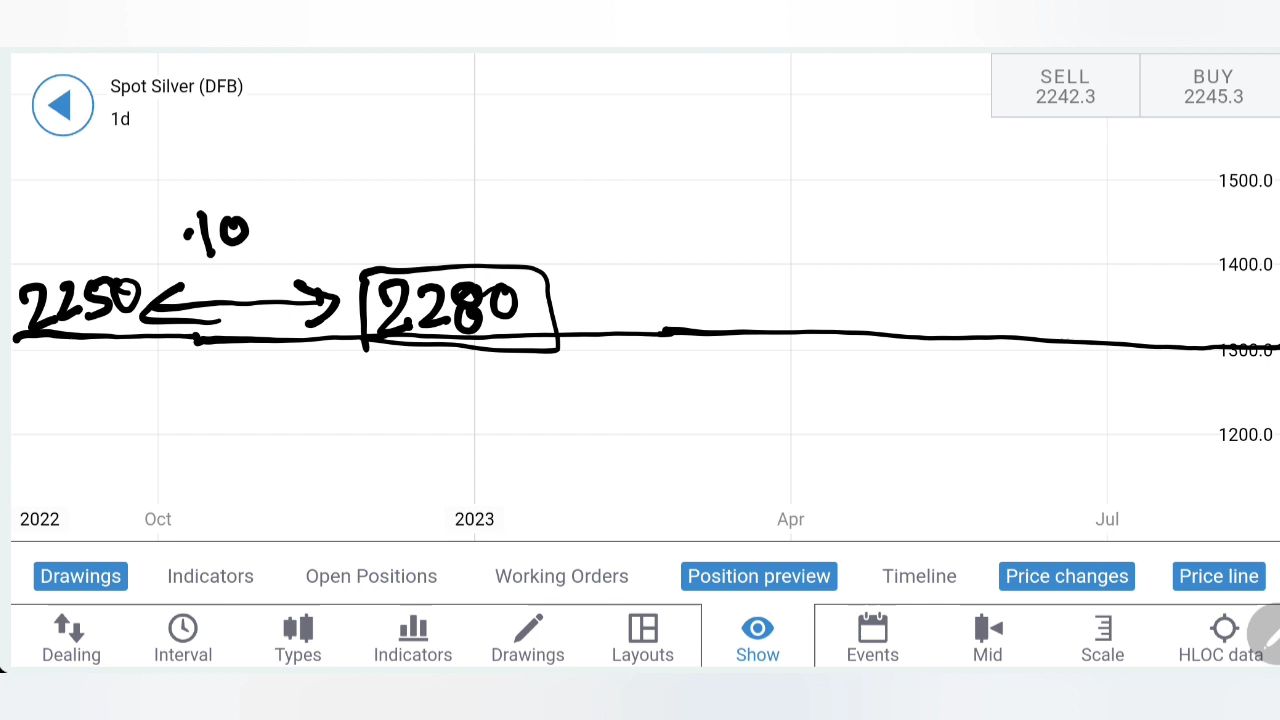 Spot Silver (DFB)
1d
SELL
2242.3
BUY
2245.3
1500.0
.10
1400.0
2250
2280
1300.0
1200.0
2022 Oct 2023 Apr Jul
Drawings Indicators Open Positions Working Orders Position preview Timeline Price changes Price line
Dealing Interval Types Indicators Drawings Layouts Show Events Mid Scale HLOC data